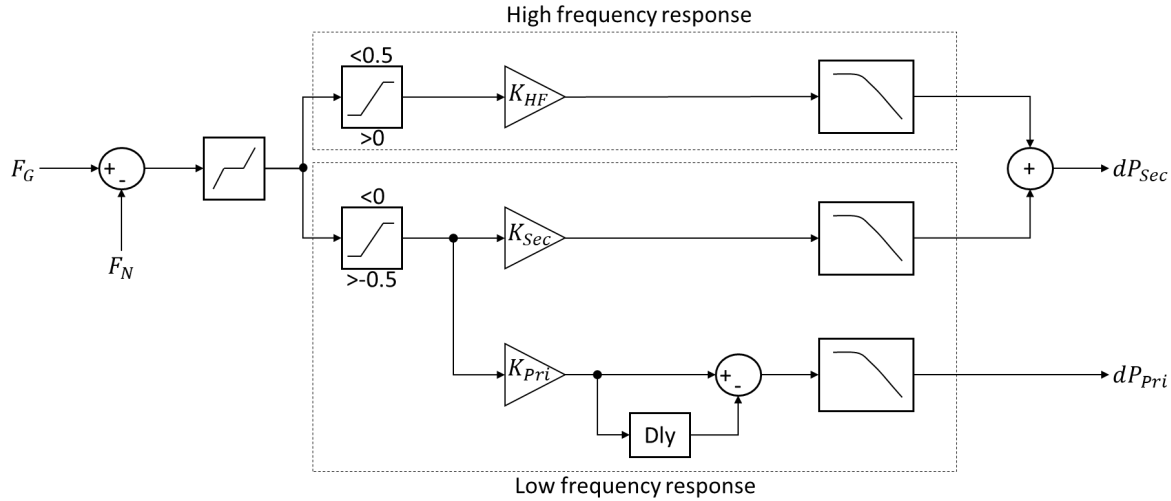 High frequency response
<0.5
K_HF
>0
F_G
+
-
+
dP_Sec
F_N
<0
K_Sec
>-0.5
K_Pri
+
-
dP_Pri
Dly
Low frequency response